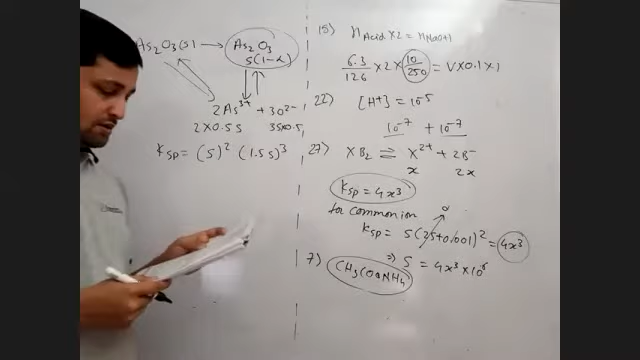 As2O3(s) → As2O3
S(1-α)
2As3+ + 3O2-
2×0.5s 3S×0.5
Ksp = (s)² (1.5s)³
15) nAcid×2 = nNaOH
6.3/126 ×2× 10/250 = V×0.1×1
22) [H+] = 10-5
10-7 + 10-7
27) XB2 ⇌ X2+ + 2B-
x 2x
Ksp = 4x³
for common ion
Ksp = S(2S+0.001)² = 4x³
⇒ S = 4x³ × 10⁶
7) CH3COONH4